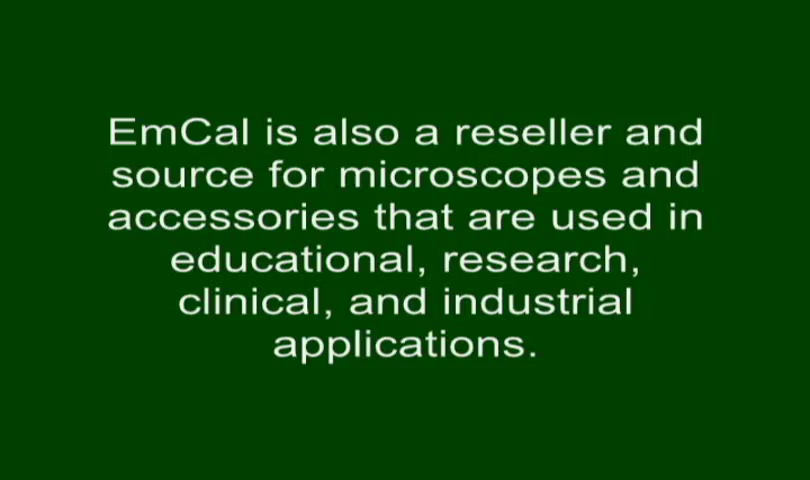 EmCal is also a reseller and
source for microscopes and
accessories that are used in
educational, research,
clinical, and industrial
applications.